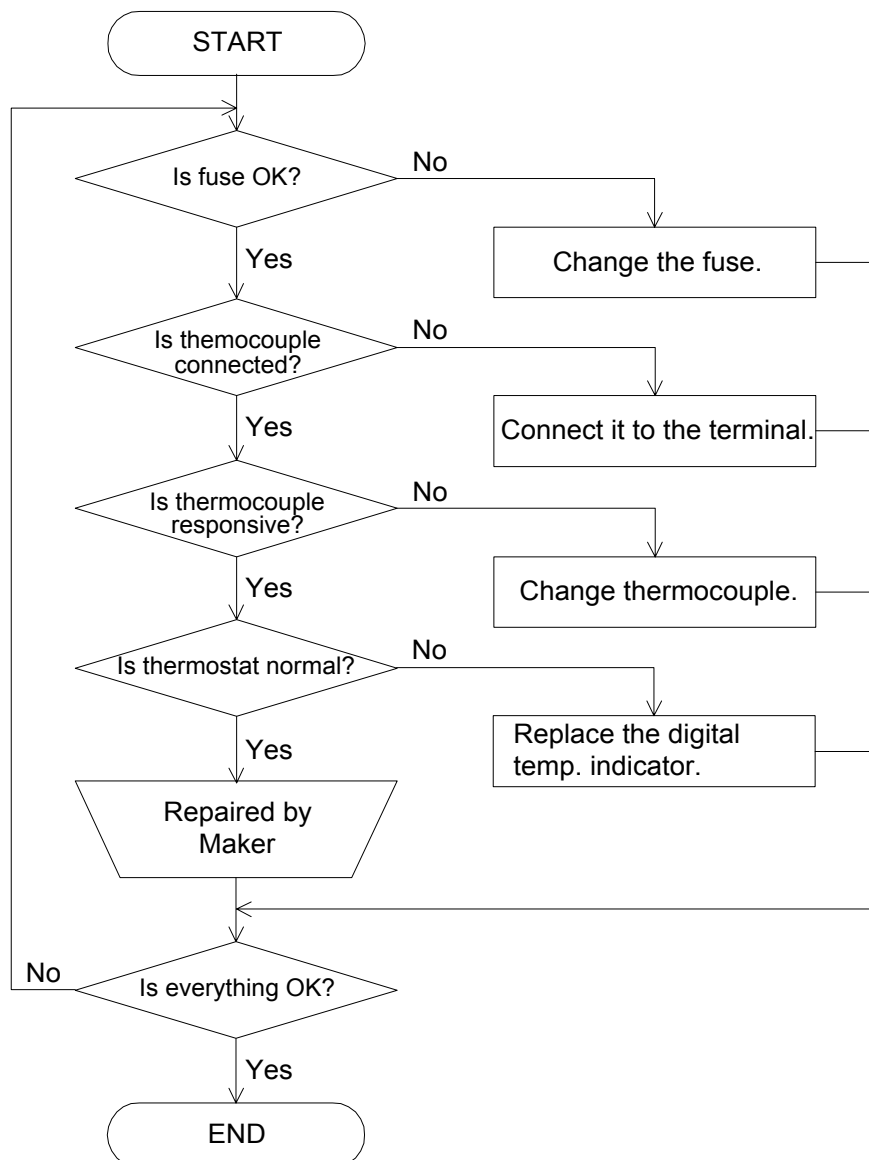 START
Is fuse OK?
No
Change the fuse.
Yes
Is themocouple
connected?
No
Connect it to the terminal.
Yes
Is thermocouple
responsive?
No
Change thermocouple.
Yes
Is thermostat normal?
No
Replace the digital
temp. indicator.
Yes
Repaired by
Maker
No
Is everything OK?
Yes
END